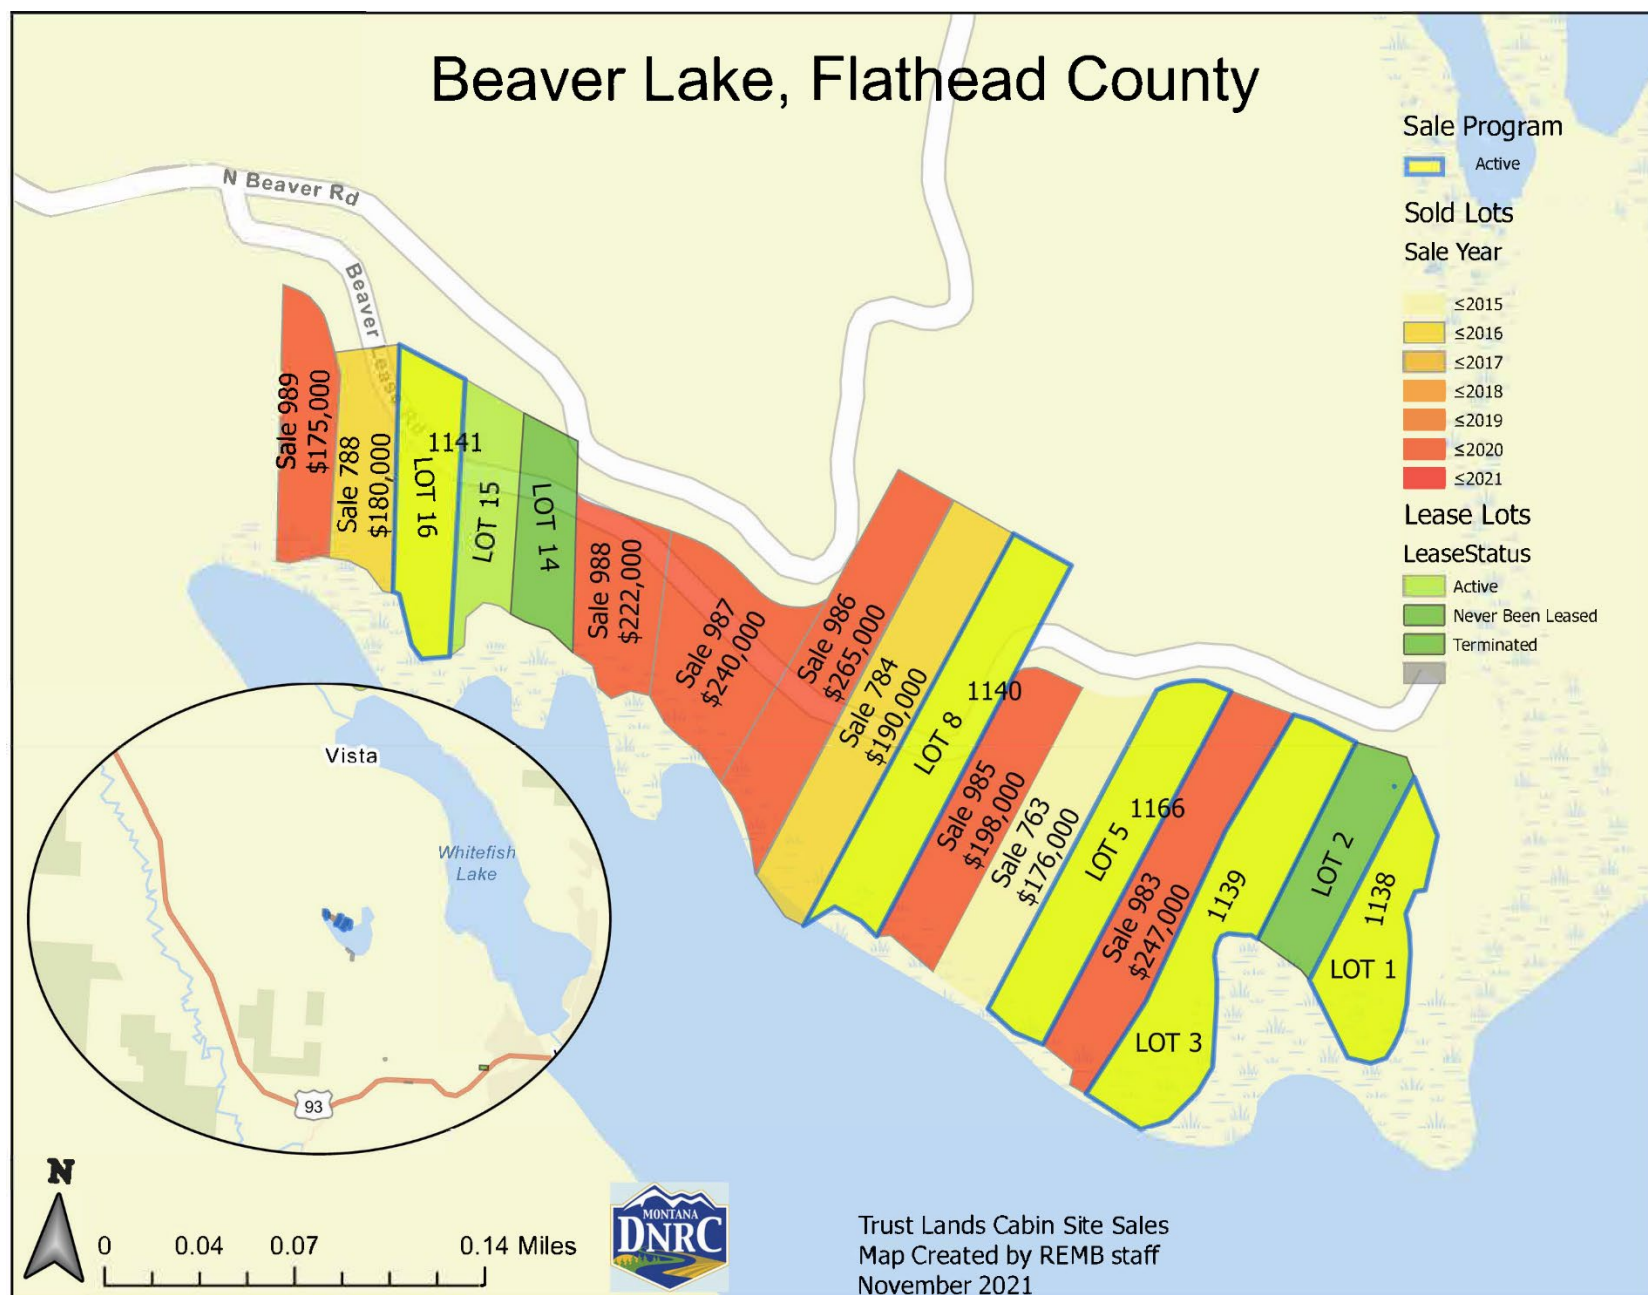 Beaver Lake, Flathead County
Sale Program
Active
Sold Lots
Sale Year
≤2015
≤2016
≤2017
≤2018
≤2019
≤2020
≤2021
Lease Lots
LeaseStatus
Active
Never Been Leased
Terminated
N Beaver Rd
Beaver Lease Rd
Sale 989
$175,000
Sale 788
$180,000
1141
LOT 16
LOT 15
LOT 14
Sale 988
$222,000
Sale 987
$240,000
Sale 986
$265,000
Sale 784
$190,000
1140
LOT 8
Sale 985
$198,000
Sale 763
$176,000
1166
LOT 5
Sale 983
$247,000
1139
LOT 3
LOT 2
1138
LOT 1
Vista
Whitefish
Lake
93
N
0 0.04 0.07 0.14 Miles
MONTANA
DNRC
Trust Lands Cabin Site Sales
Map Created by REMB staff
November 2021